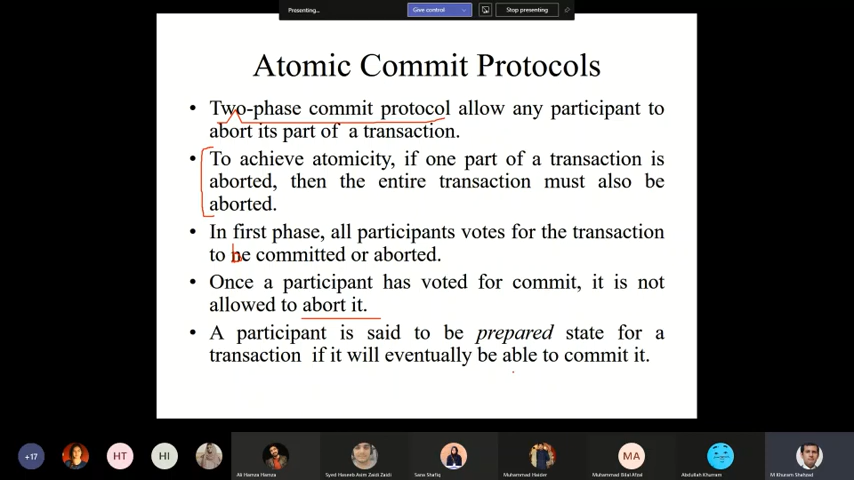 Presenting...
Give control
Stop presenting
Atomic Commit Protocols
• Two-phase commit protocol allow any participant to
abort its part of a transaction.
• To achieve atomicity, if one part of a transaction is
aborted, then the entire transaction must also be
aborted.
• In first phase, all participants votes for the transaction
to be committed or aborted.
• Once a participant has voted for commit, it is not
allowed to abort it.
• A participant is said to be prepared state for a
transaction if it will eventually be able to commit it.
+17
HT
HI
MA
Ali Hamza Hamza
Syed Haseeb Azim Zaidi Zaidi
Sana Shafiq
Muhammad Haider
Muhammad Bilal Afzal
Abdullah Khurram
M Khuram Shahzad